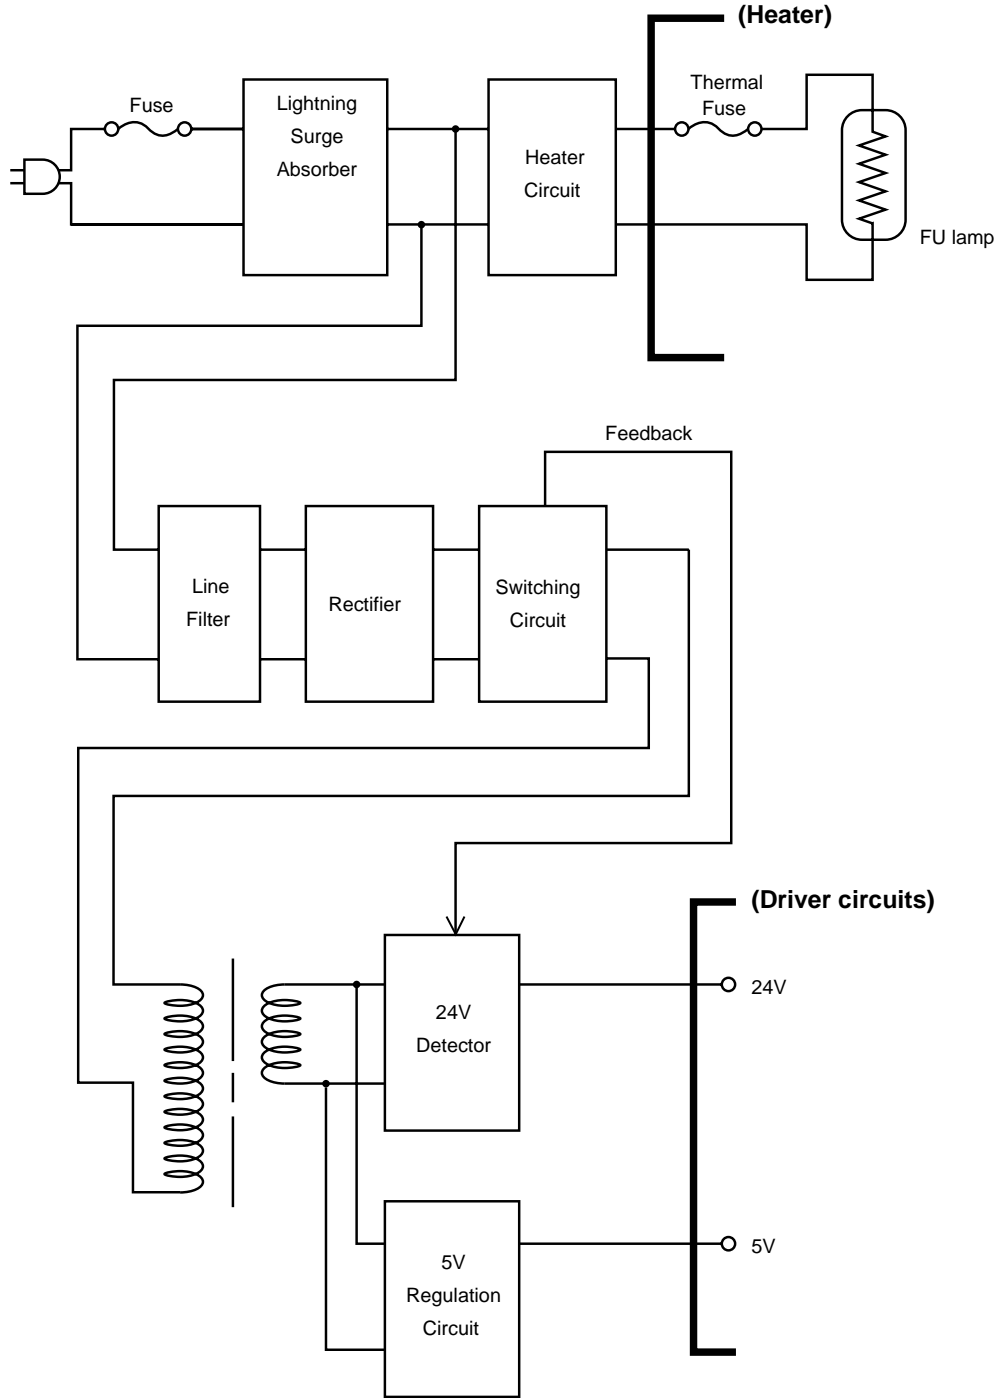 (Heater)
Fuse
Lightning
Surge
Absorber
Heater
Circuit
Thermal
Fuse
FU lamp
Feedback
Line
Filter
Rectifier
Switching
Circuit
(Driver circuits)
24V
Detector
24V
5V
Regulation
Circuit
5V